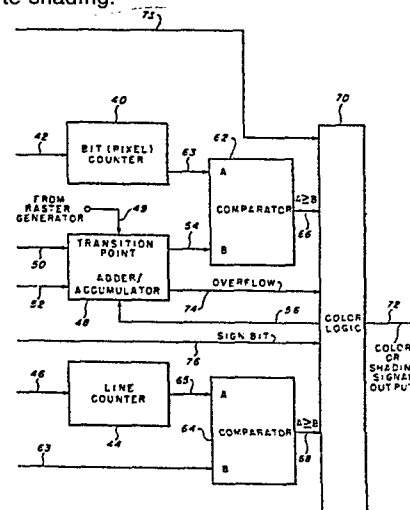 te shading.
75
40
70
42
BIT (PIXEL)
COUNTER
63
62
A
COMPARATOR
A≥B
66
B
FROM
RASTER
GENERATOR
49
54
50
TRANSITION
POINT
ADDER/
ACCUMULATOR
52
48
OVERFLOW
74
56
SIGN BIT
76
COLOR
LOGIC
72
COLOR
OR
SHADING
SIGNAL
OUTPUT
46
LINE
COUNTER
44
65
A
64
COMPARATOR
A≥B
68
63
B